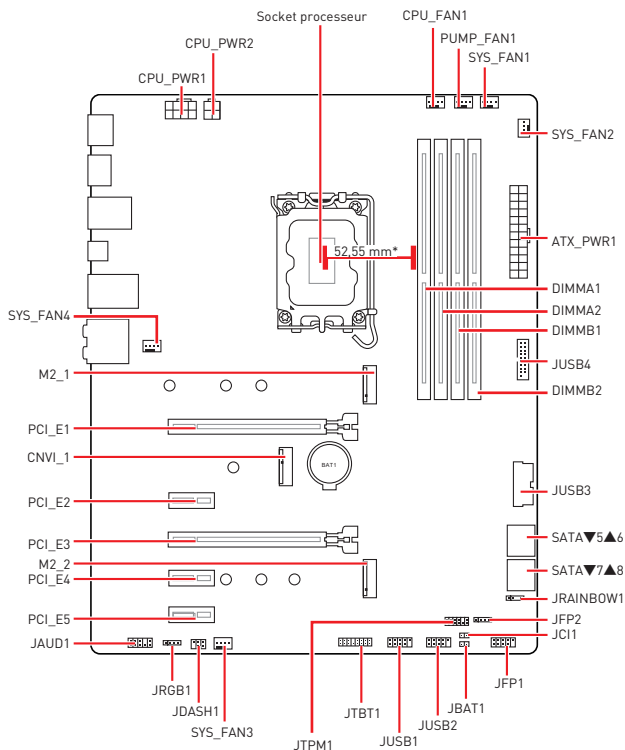 Socket processeur
CPU_FAN1
CPU_PWR2
PUMP_FAN1
CPU_PWR1
SYS_FAN1
SYS_FAN2
52,55 mm*
ATX_PWR1
DIMMA1
SYS_FAN4
DIMMA2
DIMMB1
JUSB4
M2_1
DIMMB2
PCI_E1
CNVI_1
BAT1
JUSB3
PCI_E2
PCI_E3
SATA▼5▲6
M2_2
SATA▼7▲8
PCI_E4
JRAINBOW1
PCI_E5
JFP2
JAUD1
JCI1
JRGB1
JBAT1
JFP1
JDASH1
JTBT1
JUSB2
SYS_FAN3
JUSB1
JTPM1